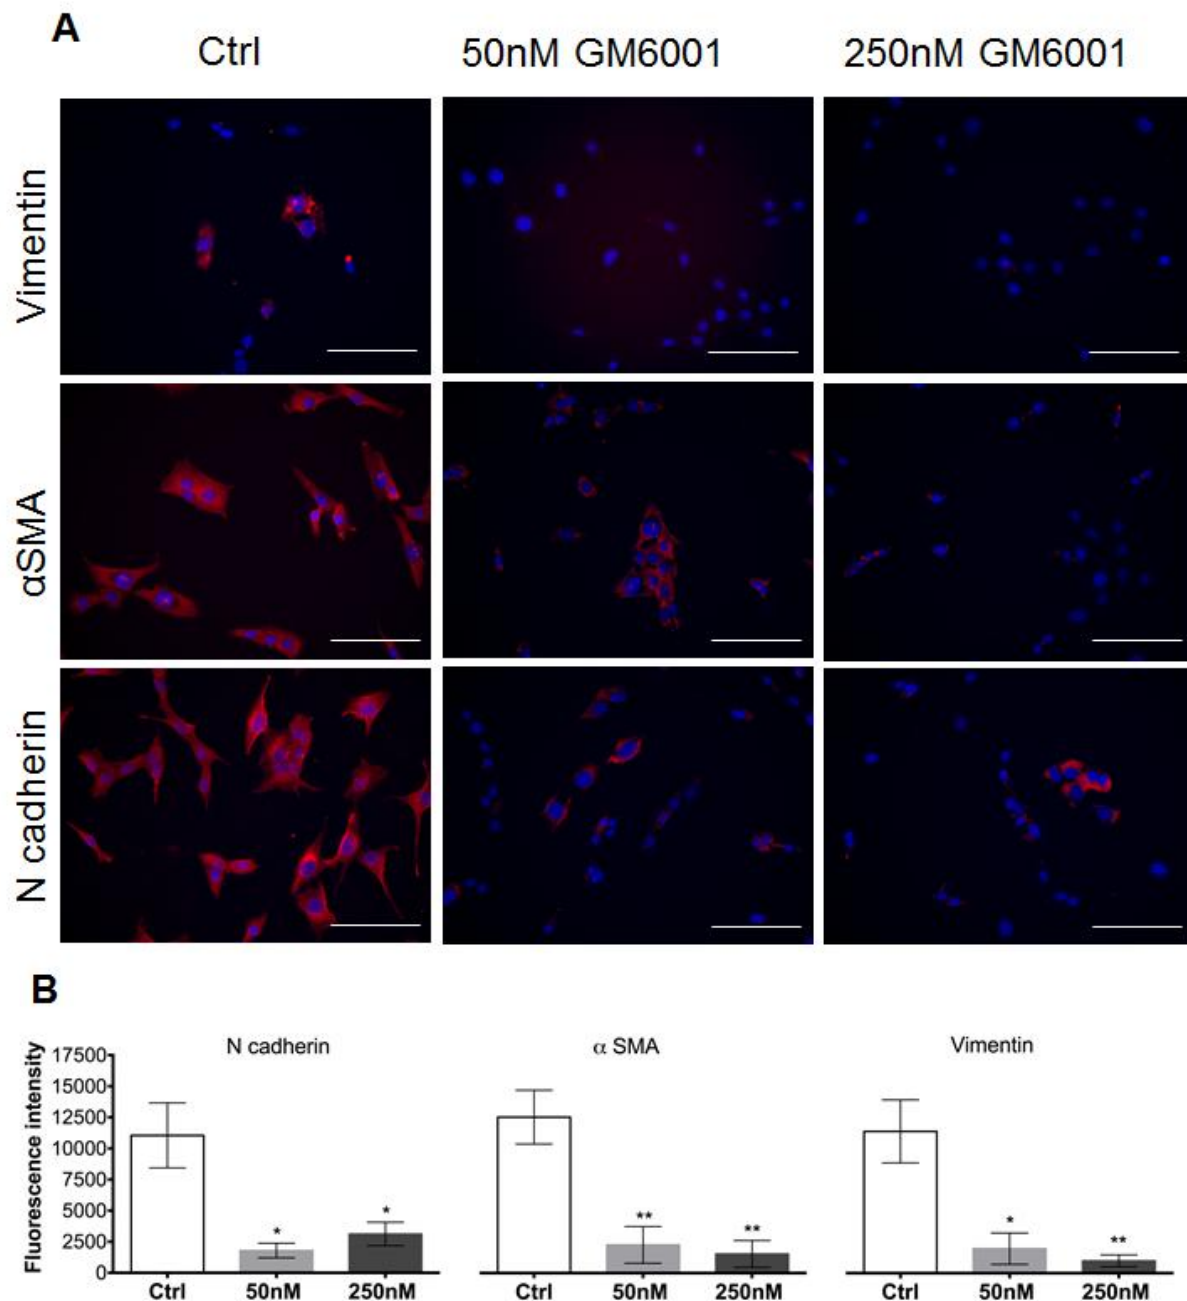 A
Ctrl 50nM GM6001 250nM GM6001
Vimentin
αSMA
N cadherin
B
N cadherin α SMA Vimentin
Fluorescence intensity
17500
15000
12500
10000
7500
5000
2500
0
* * ** ** * **
Ctrl 50nM 250nM Ctrl 50nM 250nM Ctrl 50nM 250nM